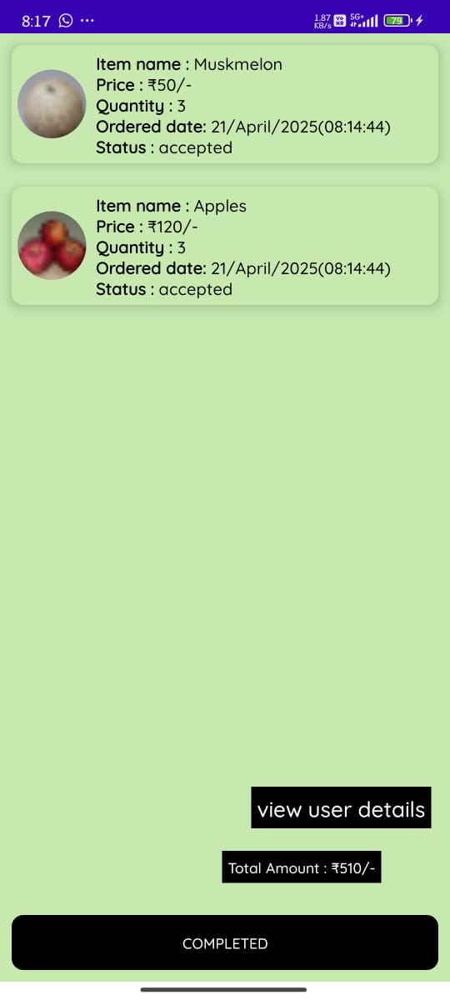 8:17 ... 1.87 KB/s Vo NR 5G+ 79
Item name : Muskmelon
Price : ₹50/-
Quantity : 3
Ordered date: 21/April/2025(08:14:44)
Status : accepted
Item name : Apples
Price : ₹120/-
Quantity : 3
Ordered date: 21/April/2025(08:14:44)
Status : accepted
view user details
Total Amount : ₹510/-
COMPLETED